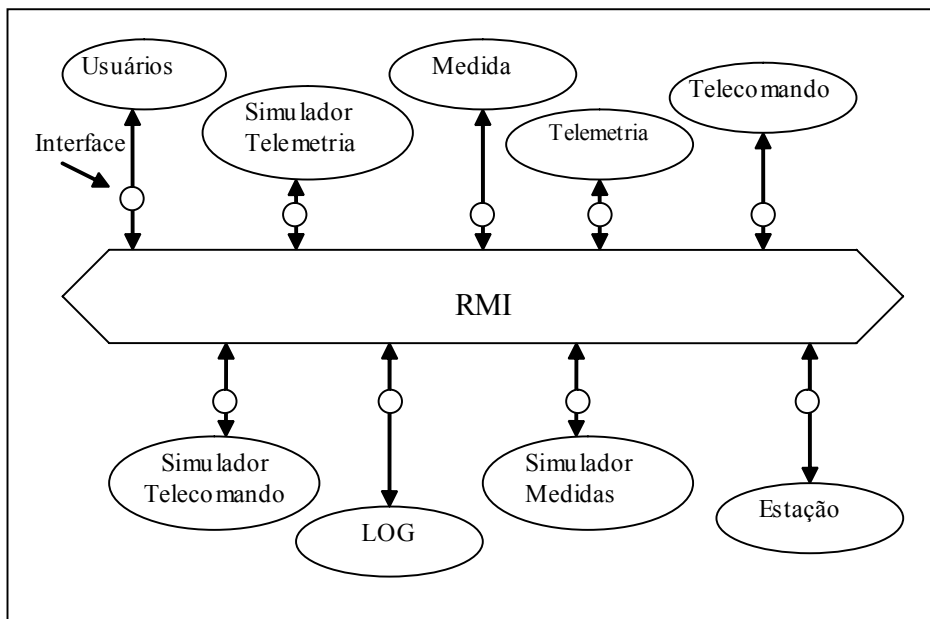 Usuários
Medida
Telecomando
Simulador
Telemetria
Telemetria
Interface
RMI
Simulador
Telecomando
Simulador
Medidas
Estação
LOG